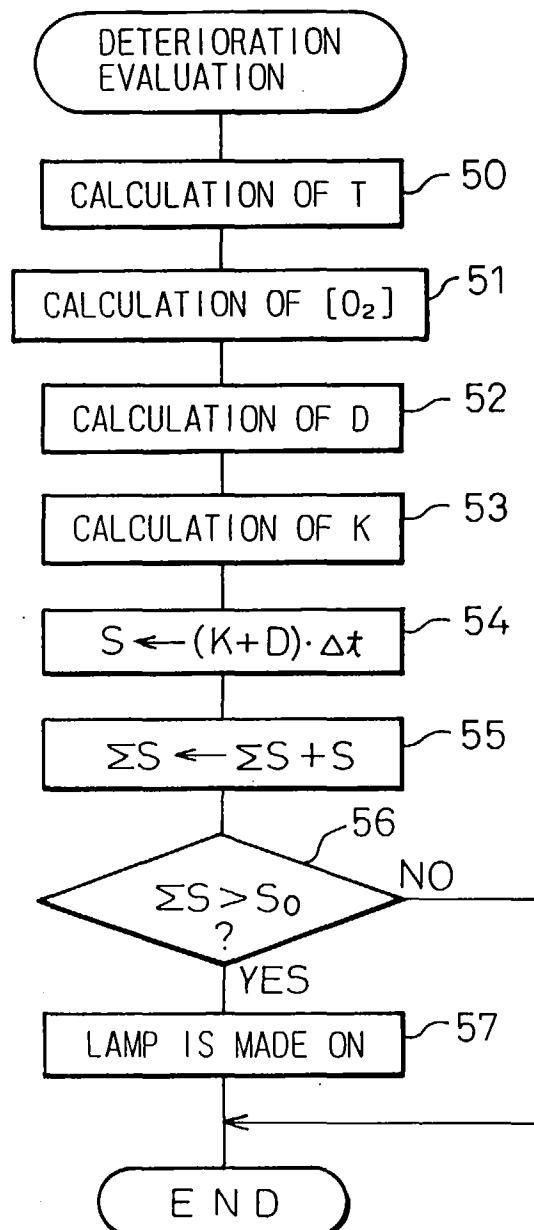 DETERIORATION
EVALUATION
CALCULATION OF T
50
CALCULATION OF [O₂]
51
CALCULATION OF D
52
CALCULATION OF K
53
S ← (K+D)·Δt
54
ΣS ← ΣS + S
55
56
ΣS > S₀
?
NO
YES
LAMP IS MADE ON
57
END